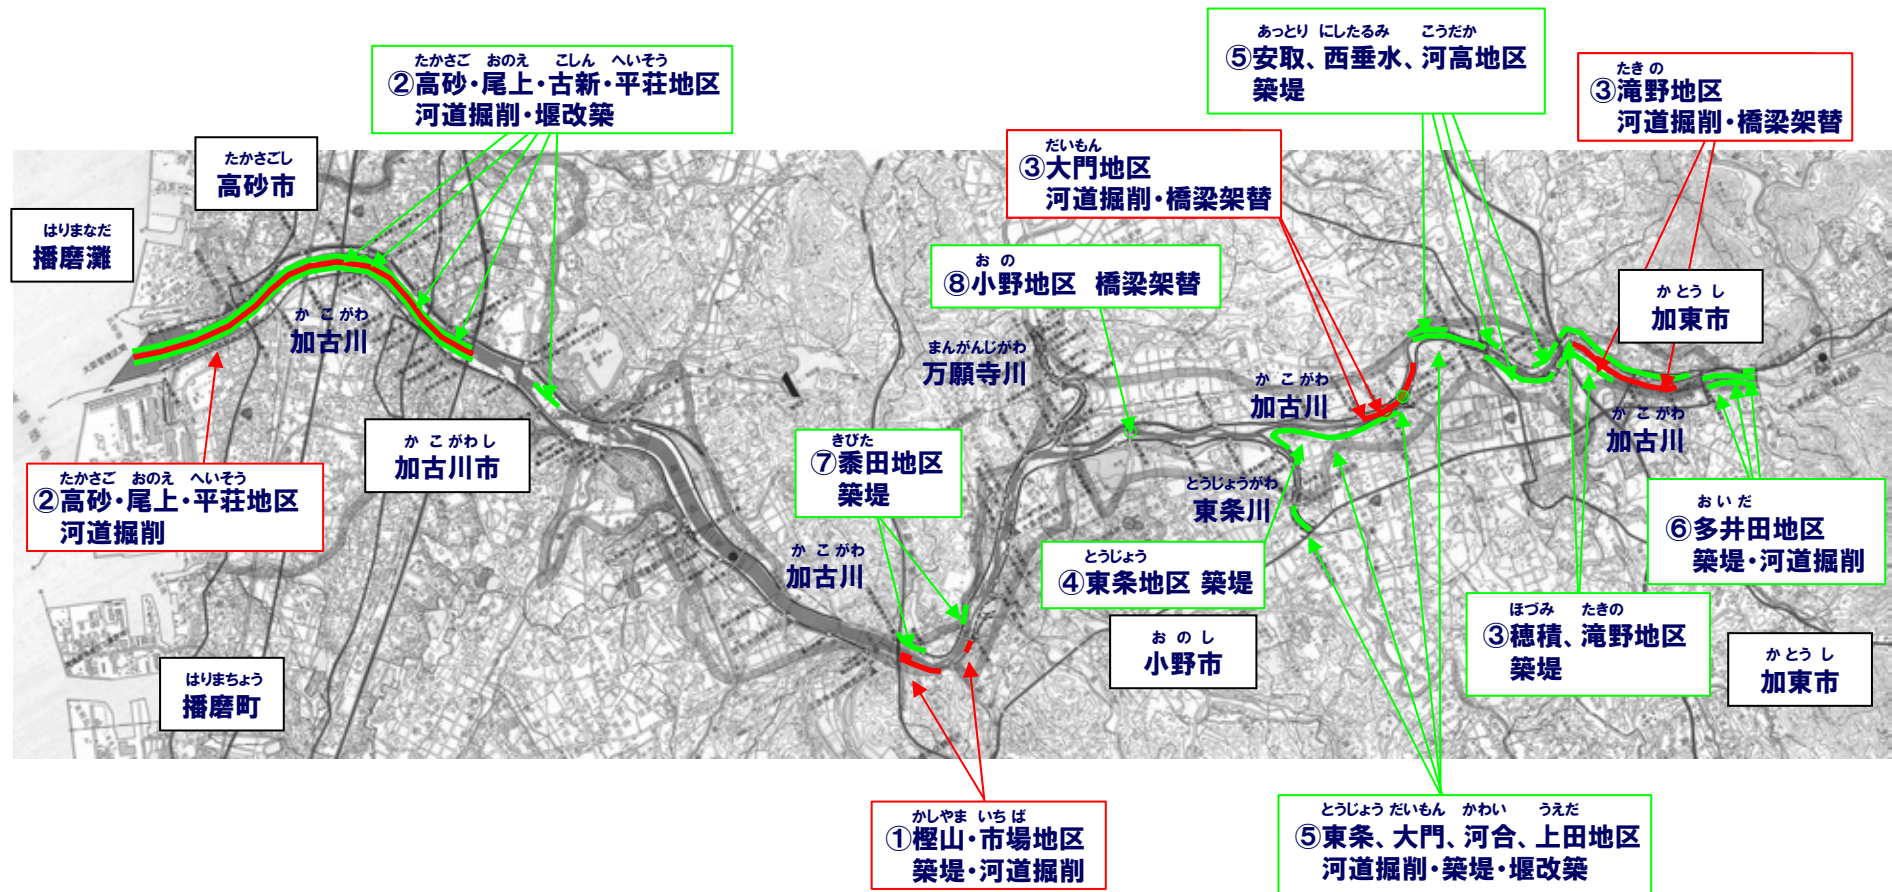 たかさご おのえ こしん へいそう
②高砂・尾上・古新・平荘地区
河道掘削・堰改築
あっとり にしたるみ こうだか
⑤安取、西垂水、河高地区
築堤
たきの
③滝野地区
河道掘削・橋梁架替
だいもん
③大門地区
河道掘削・橋梁架替
たかさごし
高砂市
はりまなだ
播磨灘
おの
⑧小野地区 橋梁架替
かとうし
加東市
かこがわ
加古川
まんがんじがわ
万願寺川
かこがわ
加古川
かこがわ
加古川
かこがわし
加古川市
きびた
⑦黍田地区
築堤
たかさご おのえ へいそう
②高砂・尾上・平荘地区
河道掘削
とうじょうがわ
東条川
おいだ
⑥多井田地区
築堤・河道掘削
かこがわ
加古川
とうじょう
④東条地区 築堤
ほづみ たきの
③穂積、滝野地区
築堤
おのし
小野市
かとうし
加東市
はりまちょう
播磨町
かしやま いちば
①樫山・市場地区
築堤・河道掘削
とうじょう だいもん かわい うえだ
⑤東条、大門、河合、上田地区
河道掘削・築堤・堰改築